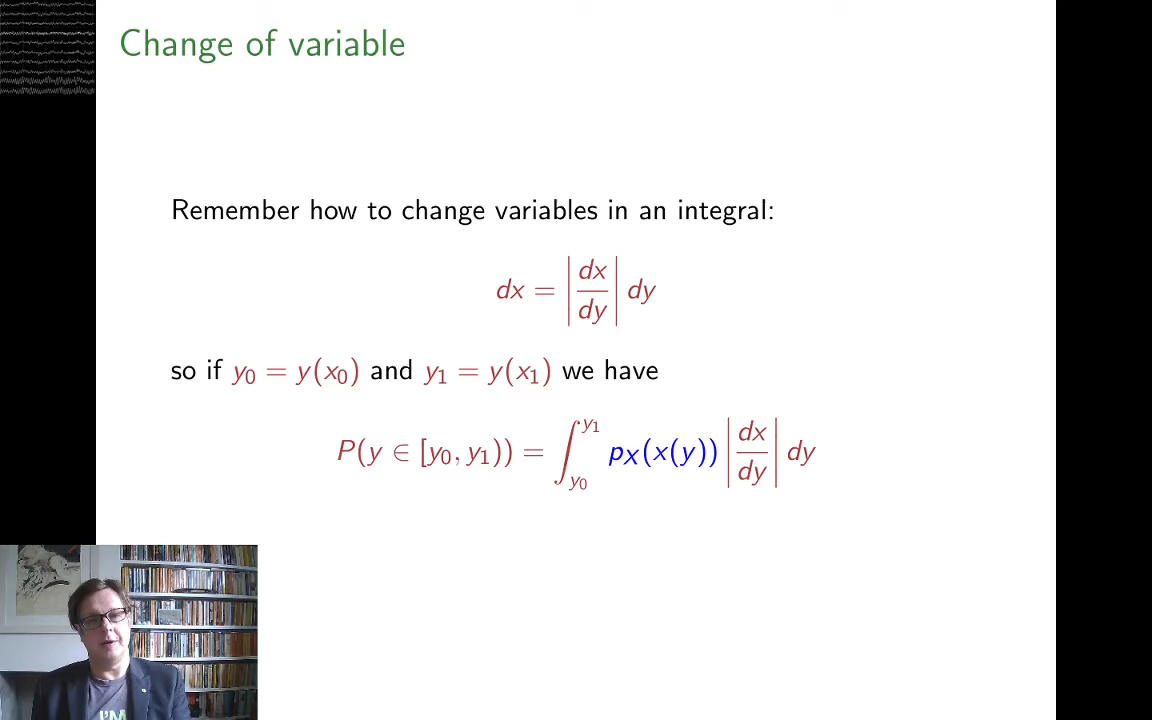 Change of variable
Remember how to change variables in an integral:
dx = |dx/dy| dy
so if y₀ = y(x₀) and y₁ = y(x₁) we have
P(y ∈ [y₀, y₁)) = ∫_{y₀}^{y₁} p_X(x(y)) |dx/dy| dy
I'M